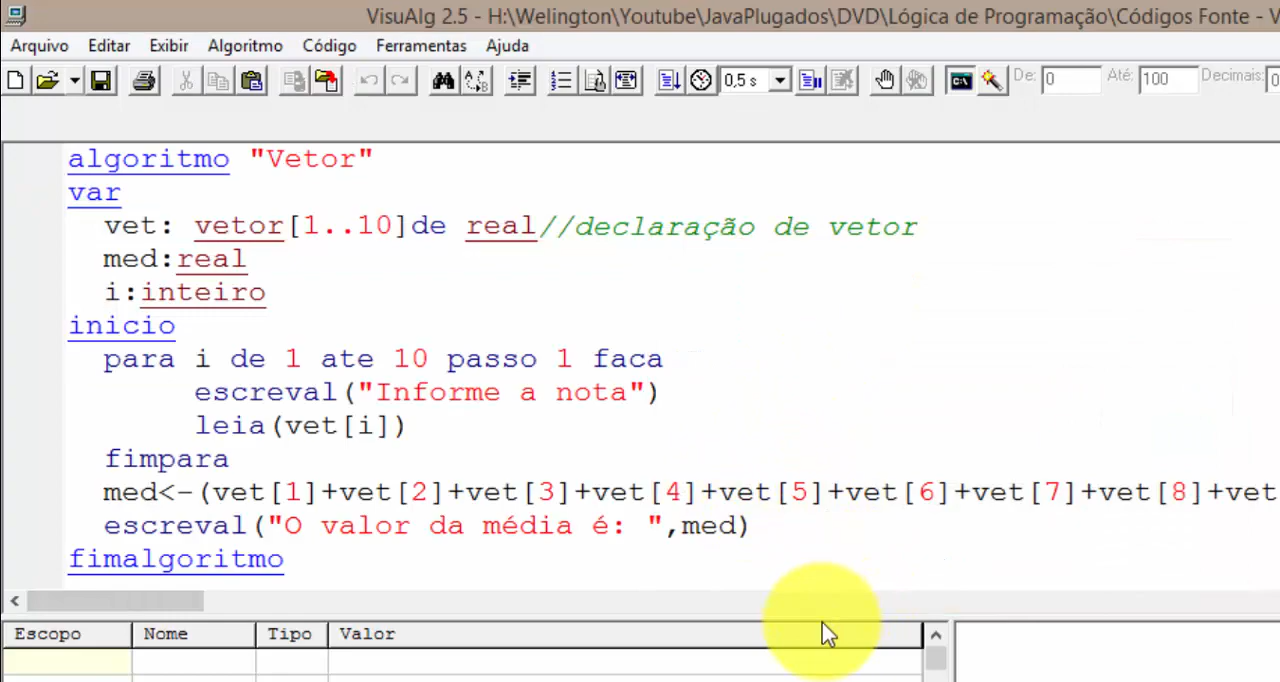 VisuAlg 2.5 - H:\Welington\Youtube\JavaPlugados\DVD\Lógica de Programação\Códigos Fonte - V
Arquivo Editar Exibir Algoritmo Código Ferramentas Ajuda
0,5 s De: 0 Até: 100 Decimais: 0
algoritmo "Vetor"
var
vet: vetor[1..10]de real//declaração de vetor
med:real
i:inteiro
inicio
para i de 1 ate 10 passo 1 faca
escreval("Informe a nota")
leia(vet[i])
fimpara
med<-(vet[1]+vet[2]+vet[3]+vet[4]+vet[5]+vet[6]+vet[7]+vet[8]+vet
escreval("O valor da média é: ",med)
fimalgoritmo
Escopo Nome Tipo Valor